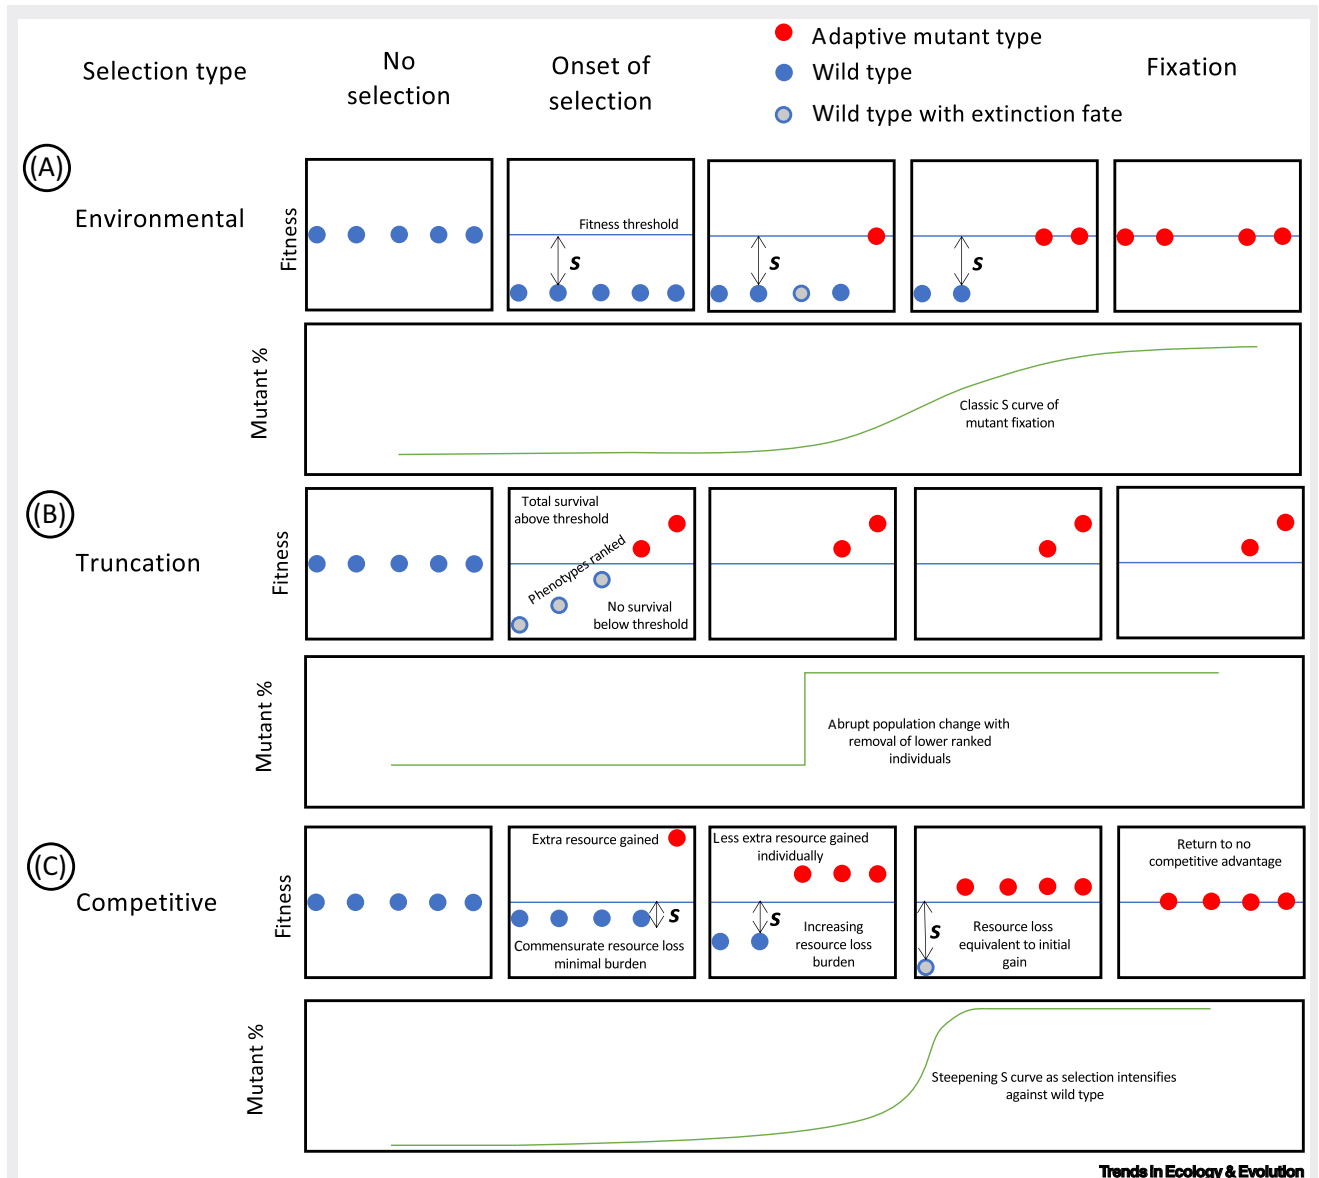 Selection type
No
selection
Onset of
selection
Adaptive mutant type
Wild type
Wild type with extinction fate
Fixation
(A)
Environmental
Fitness
Fitness threshold
S
S
S
Mutant %
Classic S curve of
mutant fixation
(B)
Truncation
Fitness
Total survival
above threshold
Phenotypes ranked
No survival
below threshold
Mutant %
Abrupt population change with
removal of lower ranked
individuals
(C)
Competitive
Fitness
Extra resource gained
S
Commensurate resource loss
minimal burden
Less extra resource gained
individually
S
Increasing
resource loss
burden
S
Resource loss
equivalent to initial
gain
Return to no
competitive advantage
Mutant %
Steepening S curve as selection intensifies
against wild type
Trends in Ecology & Evolution